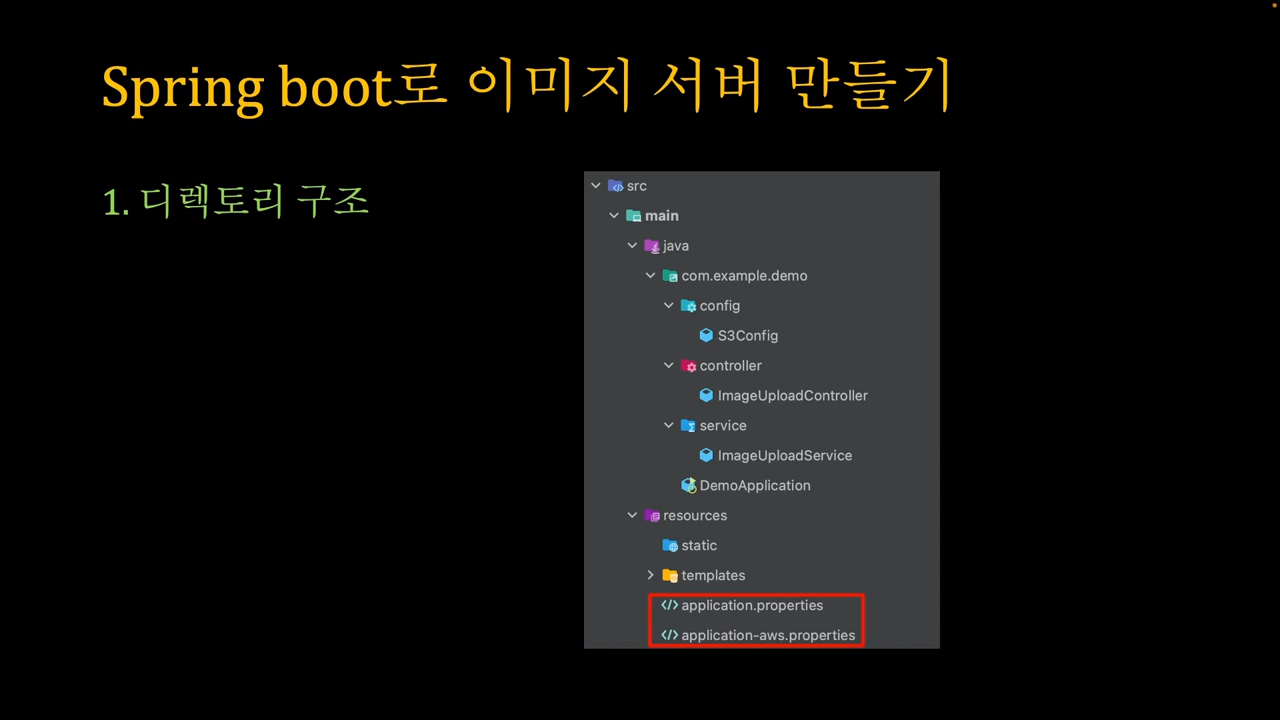 Spring boot로 이미지 서버 만들기
1. 디렉토리 구조
src
main
java
com.example.demo
config
S3Config
controller
ImageUploadController
service
ImageUploadService
DemoApplication
resources
static
templates
application.properties
application-aws.properties